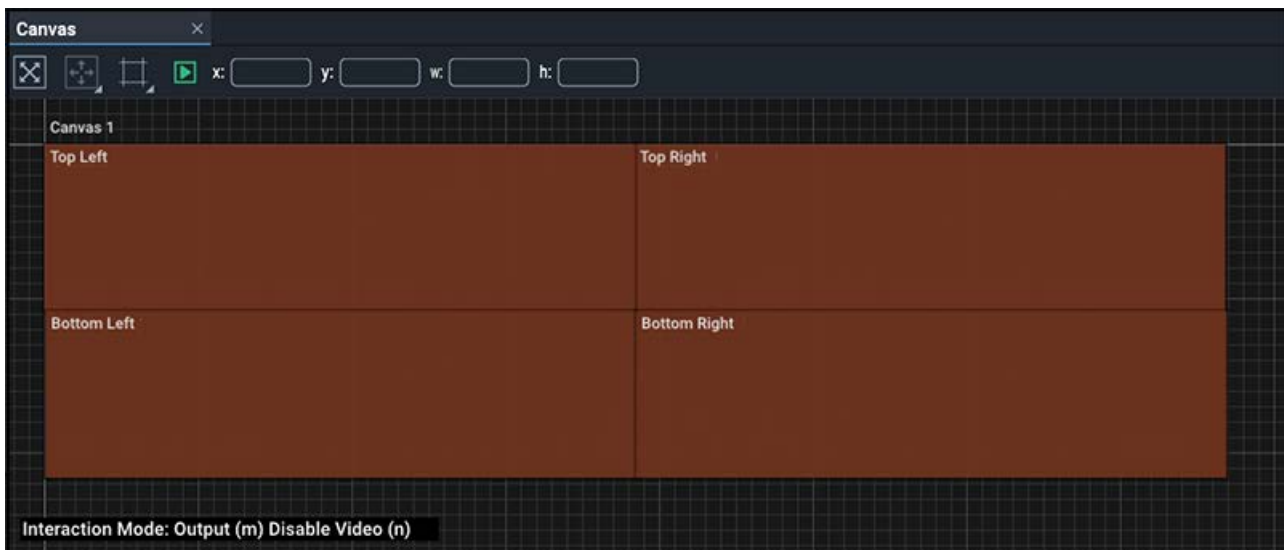 Canvas ×
x: y: w: h:
Canvas 1
Top Left Top Right
Bottom Left Bottom Right
Interaction Mode: Output (m) Disable Video (n)